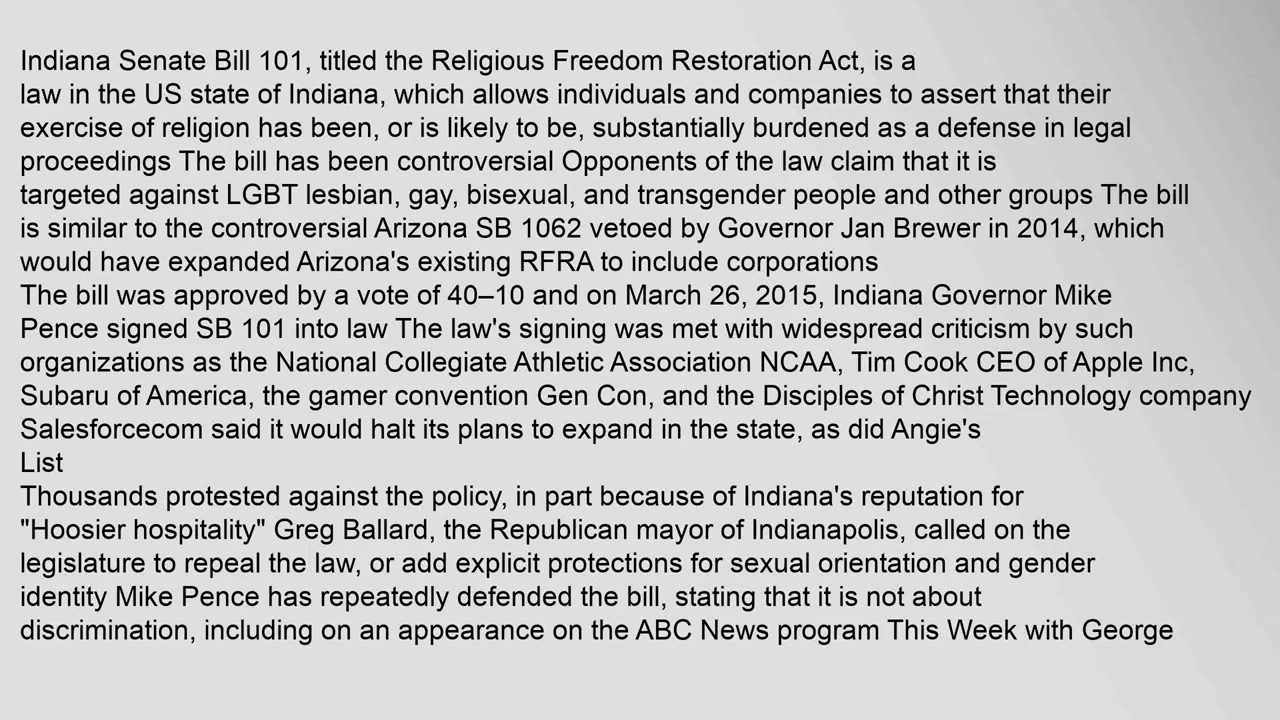 Indiana Senate Bill 101, titled the Religious Freedom Restoration Act, is a
law in the US state of Indiana, which allows individuals and companies to assert that their
exercise of religion has been, or is likely to be, substantially burdened as a defense in legal
proceedings The bill has been controversial Opponents of the law claim that it is
targeted against LGBT lesbian, gay, bisexual, and transgender people and other groups The bill
is similar to the controversial Arizona SB 1062 vetoed by Governor Jan Brewer in 2014, which
would have expanded Arizona's existing RFRA to include corporations
The bill was approved by a vote of 40–10 and on March 26, 2015, Indiana Governor Mike
Pence signed SB 101 into law The law's signing was met with widespread criticism by such
organizations as the National Collegiate Athletic Association NCAA, Tim Cook CEO of Apple Inc,
Subaru of America, the gamer convention Gen Con, and the Disciples of Christ Technology company
Salesforcecom said it would halt its plans to expand in the state, as did Angie's
List
Thousands protested against the policy, in part because of Indiana's reputation for
"Hoosier hospitality" Greg Ballard, the Republican mayor of Indianapolis, called on the
legislature to repeal the law, or add explicit protections for sexual orientation and gender
identity Mike Pence has repeatedly defended the bill, stating that it is not about
discrimination, including on an appearance on the ABC News program This Week with George